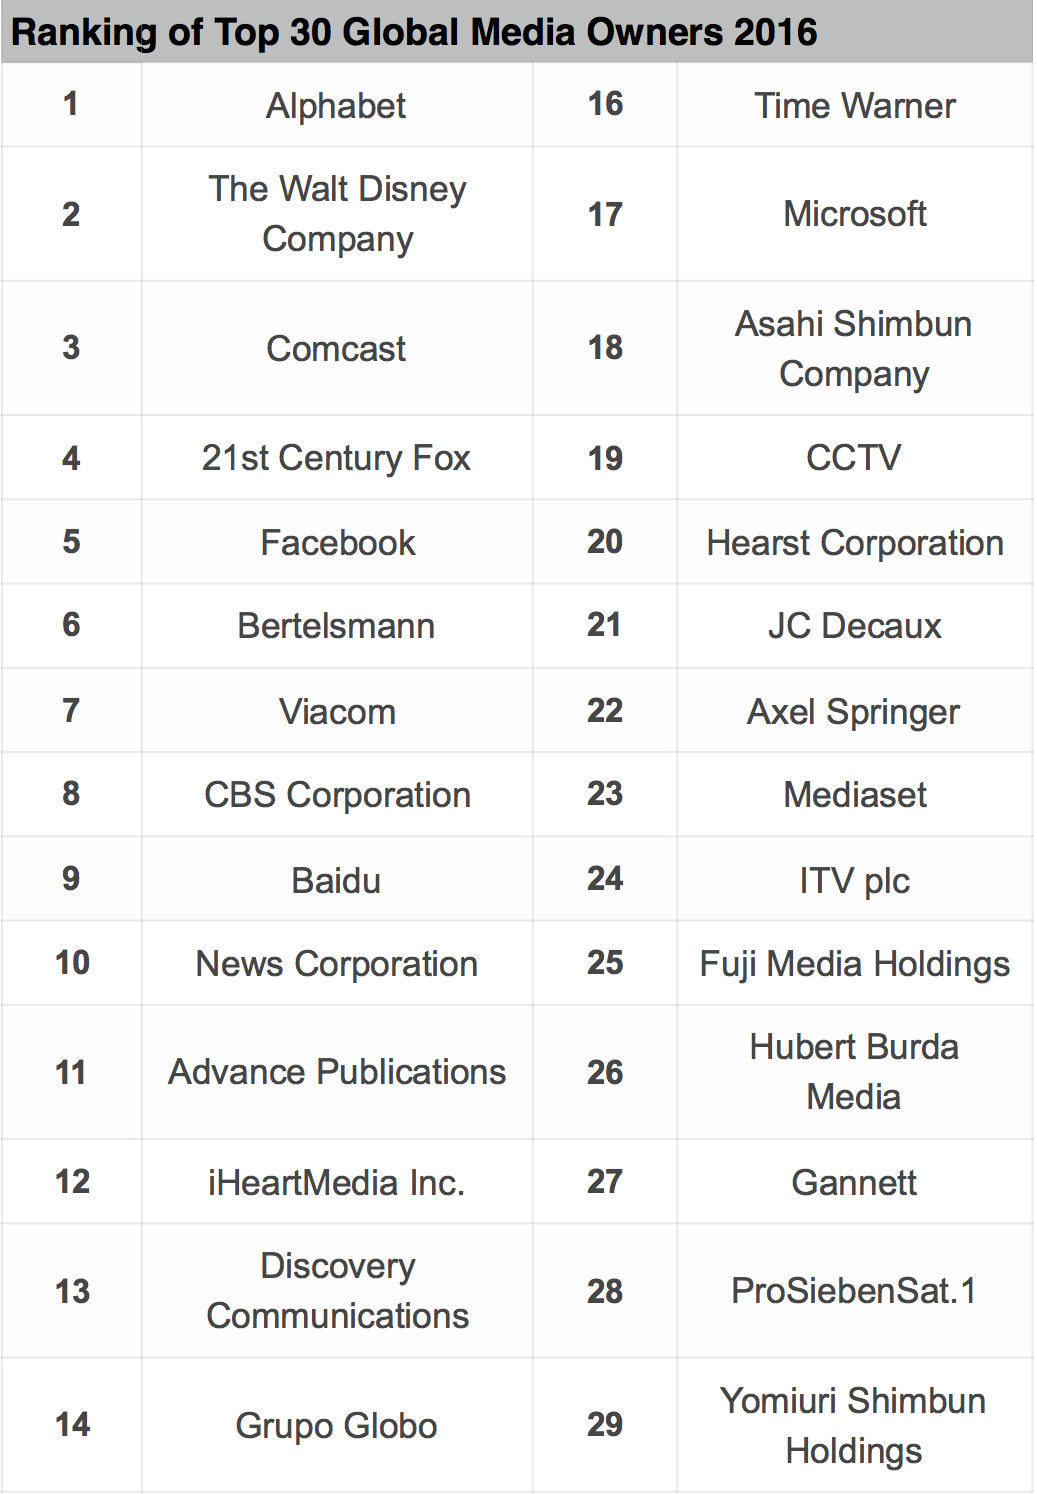 Ranking of Top 30 Global Media Owners 2016
1 Alphabet 16 Time Warner
2 The Walt Disney 17 Microsoft
Company
3 Comcast 18 Asahi Shimbun
Company
4 21st Century Fox 19 CCTV
5 Facebook 20 Hearst Corporation
6 Bertelsmann 21 JC Decaux
7 Viacom 22 Axel Springer
8 CBS Corporation 23 Mediaset
9 Baidu 24 ITV plc
10 News Corporation 25 Fuji Media Holdings
11 Advance Publications 26 Hubert Burda
Media
12 iHeartMedia Inc. 27 Gannett
13 Discovery 28 ProSiebenSat.1
Communications
14 Grupo Globo 29 Yomiuri Shimbun
Holdings